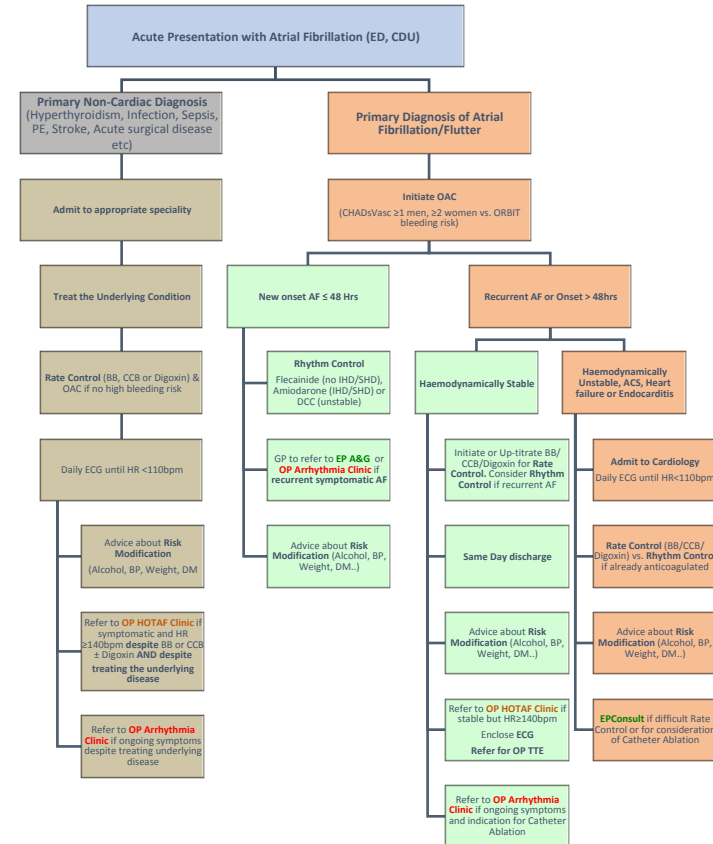 Acute Presentation with Atrial Fibrillation (ED, CDU)
Primary Non-Cardiac Diagnosis
(Hyperthyroidism, Infection, Sepsis,
PE, Stroke, Acute surgical disease
etc)
Primary Diagnosis of Atrial
Fibrillation/Flutter
Admit to appropriate speciality
Initiate OAC
(CHADsVasc ≥1 men, ≥2 women vs. ORBIT
bleeding risk)
Treat the Underlying Condition
New onset AF ≤ 48 Hrs
Recurrent AF or Onset > 48hrs
Rate Control (BB, CCB or Digoxin) &
OAC if no high bleeding risk
Rhythm Control
Flecainide (no IHD/SHD),
Amiodarone (IHD/SHD) or
DCC (unstable)
Haemodynamically Stable
Haemodynamically
Unstable, ACS, Heart
failure or Endocarditis
Daily ECG until HR <110bpm
GP to refer to EP A&G or
OP Arrhythmia Clinic if
recurrent symptomatic AF
Initiate or Up-titrate BB/
CCB/Digoxin for Rate
Control. Consider Rhythm
Control if recurrent AF
Admit to Cardiology
Daily ECG until HR<110bpm
Advice about Risk
Modification
(Alcohol, BP, Weight, DM
Advice about Risk
Modification (Alcohol, BP,
Weight, DM..)
Same Day discharge
Rate Control (BB/CCB/
Digoxin) vs. Rhythm Control
if already anticoagulated
Refer to OP HOTAF Clinic if
symptomatic and HR
≥140bpm despite BB or CCB
± Digoxin AND despite
treating the underlying
disease
Advice about Risk
Modification (Alcohol, BP,
Weight, DM..)
Advice about Risk
Modification (Alcohol, BP,
Weight, DM..)
Refer to OP Arrhythmia
Clinic if ongoing symptoms
despite treating underlying
disease
Refer to OP HOTAF Clinic if
stable but HR≥140bpm
Enclose ECG
Refer for OP TTE
EPConsult if difficult Rate
Control or for consideration
of Catheter Ablation
Refer to OP Arrhythmia
Clinic if ongoing symptoms
and indication for Catheter
Ablation